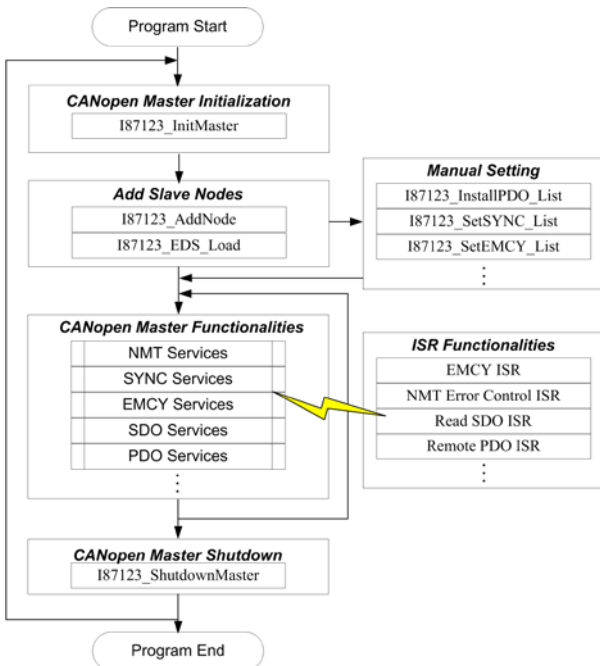 Program Start
CANopen Master Initialization
I87123_InitMaster
Add Slave Nodes
I87123_AddNode
I87123_EDS_Load
Manual Setting
I87123_InstallPDO_List
I87123_SetSYNC_List
I87123_SetEMCY_List
CANopen Master Functionalities
NMT Services
SYNC Services
EMCY Services
SDO Services
PDO Services
ISR Functionalities
EMCY ISR
NMT Error Control ISR
Read SDO ISR
Remote PDO ISR
CANopen Master Shutdown
I87123_ShutdownMaster
Program End